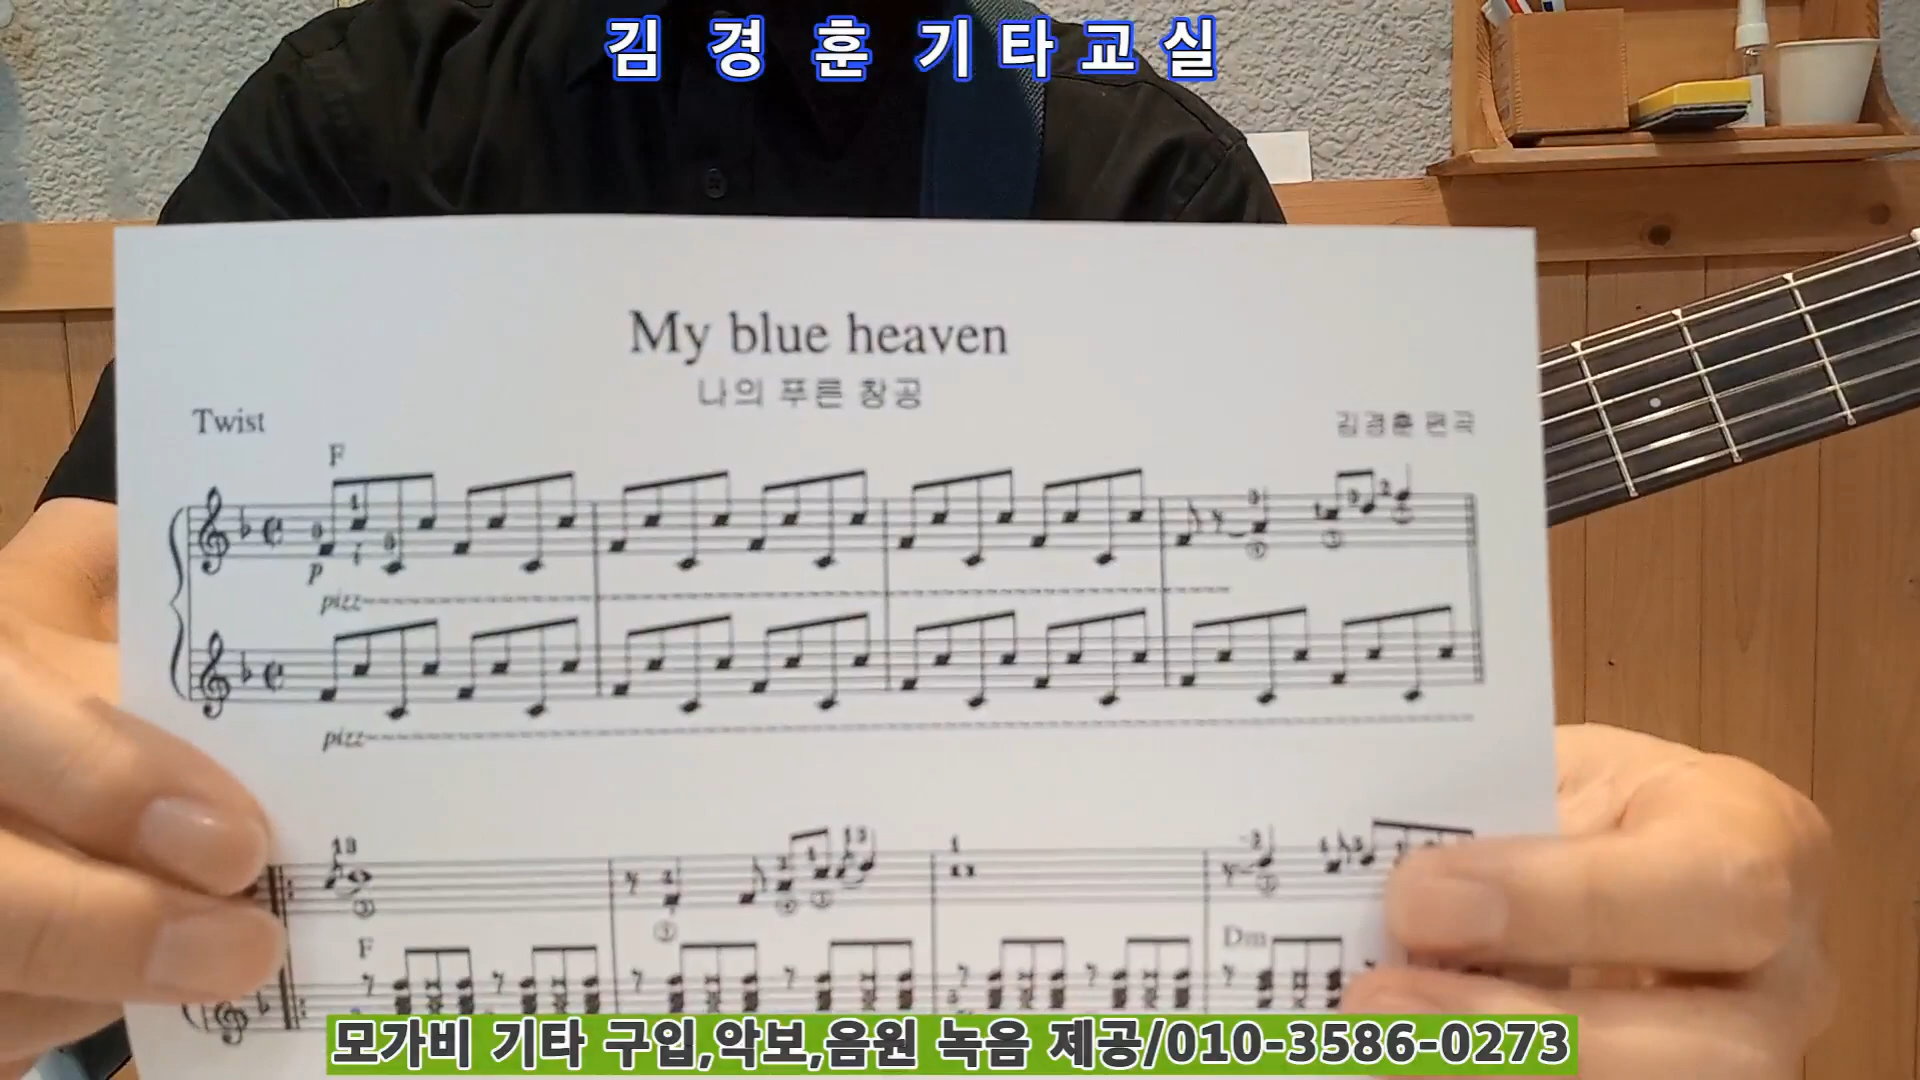 김 경 훈 기타교실
My blue heaven
나의 푸른 창공
Twist
김경훈 편곡
F
p
i
pizz
pizz
13
F
Dm
모가비 기타 구입,악보,음원 녹음 제공/010-3586-0273